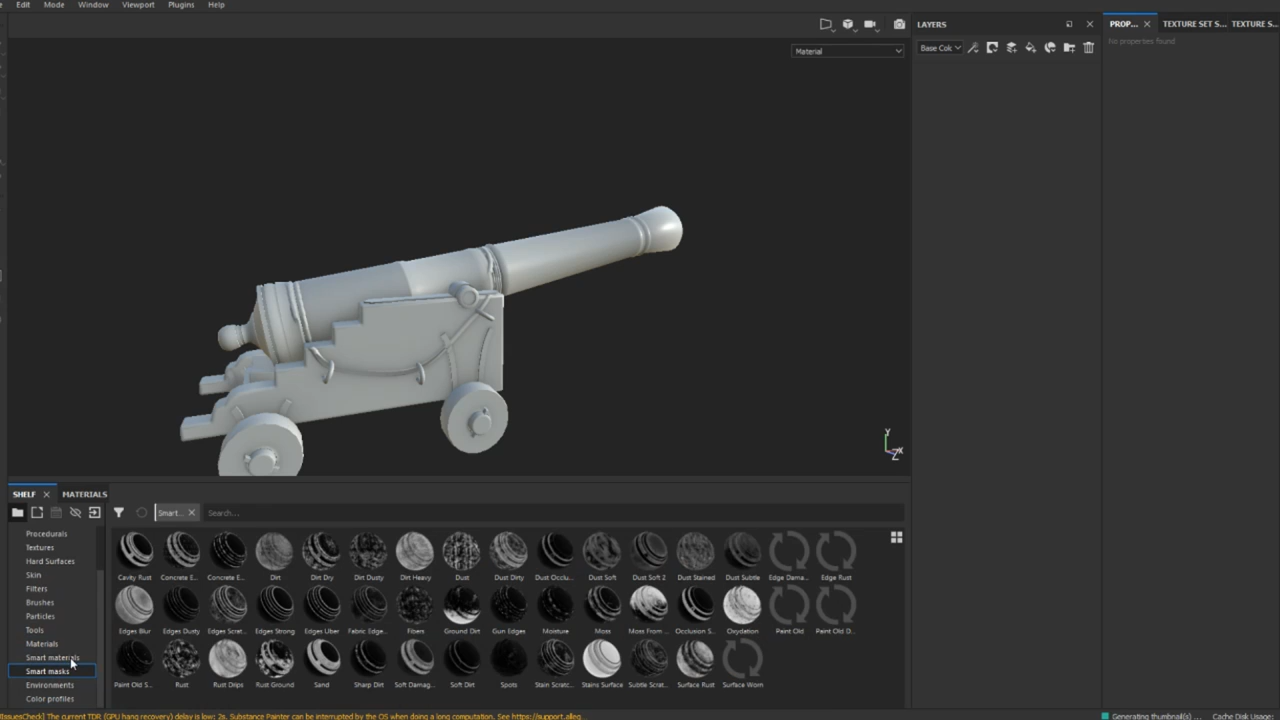 Edit Mode Window Viewport Plugins Help
LAYERS
PROP... TEXTURE SET S... TEXTURE S...
Material
Base Col
No properties found
Y
X
Z
SHELF MATERIALS
Smart... Search...
Procedurals
Textures
Hard Surfaces
Skin
Filters
Brushes
Particles
Tools
Materials
Smart materials
Smart masks
Environments
Color profiles
Cavity Rust Concrete E... Concrete E... Dirt Dirt Dry Dirt Dusty Dirt Heavy Dust Dust Dirty Dust Occlu... Dust Soft Dust Soft 2 Dust Stained Dust Subtle Edge Dama... Edge Rust
Edges Blur Edges Dusty Edges Scrat... Edges Strong Edges Uber Fabric Edge... Fibers Ground Dirt Gun Edges Moisture Moss Moss From ... Occlusion S... Oxydation Paint Old Paint Old D...
Paint Old S... Rust Rust Drips Rust Ground Sand Sharp Dirt Soft Damag... Soft Dirt Spots Stain Scratc... Stains Surface Subtle Scrat... Surface Rust Surface Worn
[IssuesCheck] The current TDR (GPU hang recovery) delay is low: 2s. Substance Painter can be interrupted by the OS when doing a long computation. See https://support.alleg...
Generating thumbnail(s) ... Cache Disk Usage: